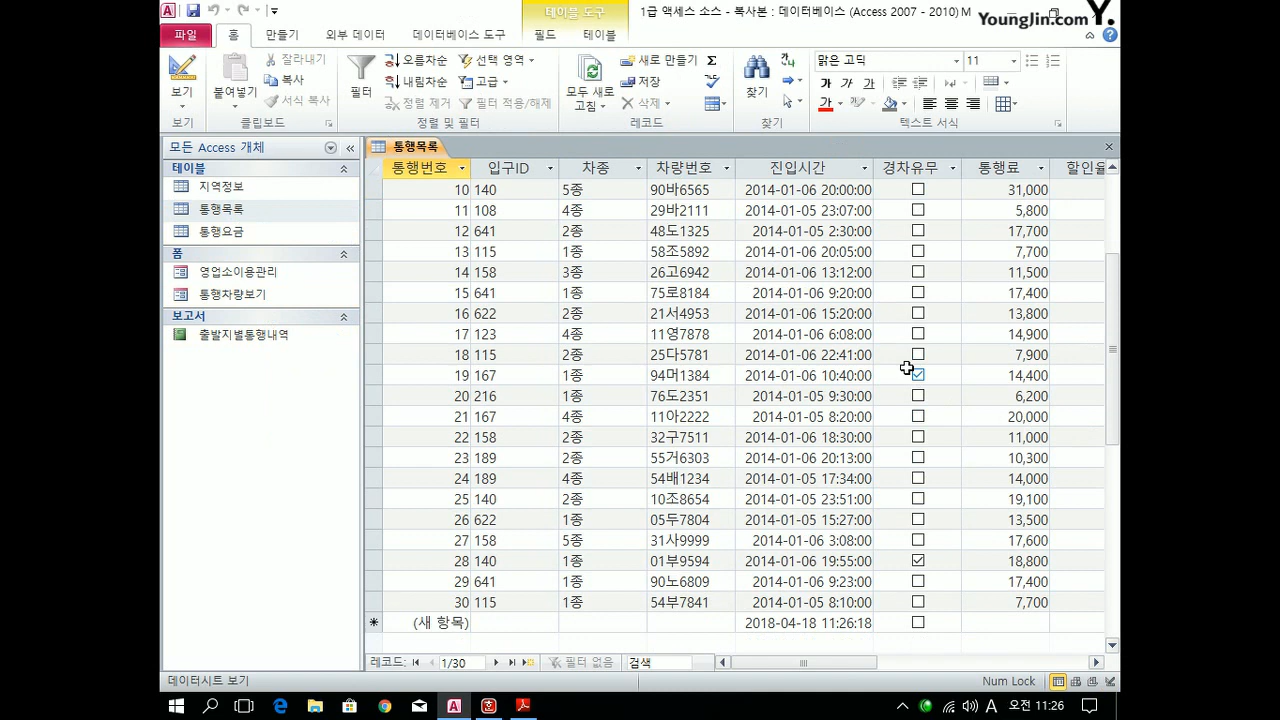 테이블 도구
1급 액세스 소스 - 복사본 : 데이터베이스 (Access 2007 - 2010) M
YoungJin.com Y.
파일 홈 만들기 외부 데이터 데이터베이스 도구 필드 테이블
보기
보기
붙여넣기
잘라내기
복사
서식 복사
클립보드
필터
오름차순
내림차순
정렬 제거
선택 영역
고급
필터 적용/해제
정렬 및 필터
모두 새로 고침
새로 만들기
저장
삭제
레코드
찾기
찾기
맑은 고딕 11
가 가 가
가
텍스트 서식
모든 Access 개체
테이블
지역정보
통행목록
통행요금
폼
영업소이용관리
통행차량보기
보고서
출발지별통행내역
통행목록
통행번호 입구ID 차종 차량번호 진입시간 경차유무 통행료 할인율
10 140 5종 90바6565 2014-01-06 20:00:00 31,000
11 108 4종 29바2111 2014-01-05 23:07:00 5,800
12 641 2종 48도1325 2014-01-05 2:30:00 17,700
13 115 1종 58조5892 2014-01-06 20:05:00 7,700
14 158 3종 26고6942 2014-01-06 13:12:00 11,500
15 641 1종 75로8184 2014-01-06 9:20:00 17,400
16 622 2종 21서4953 2014-01-06 15:20:00 13,800
17 123 4종 11영7878 2014-01-06 6:08:00 14,900
18 115 2종 25다5781 2014-01-06 22:41:00 7,900
19 167 1종 94머1384 2014-01-06 10:40:00 14,400
20 216 1종 76도2351 2014-01-05 9:30:00 6,200
21 167 4종 11아2222 2014-01-05 8:20:00 20,000
22 158 2종 32구7511 2014-01-06 18:30:00 11,000
23 189 2종 55거6303 2014-01-06 20:13:00 10,300
24 189 4종 54배1234 2014-01-05 17:34:00 14,000
25 140 2종 10조8654 2014-01-05 23:51:00 19,100
26 622 1종 05두7804 2014-01-05 15:27:00 13,500
27 158 5종 31사9999 2014-01-06 3:08:00 17,600
28 140 1종 01부9594 2014-01-06 19:55:00 18,800
29 641 1종 90노6809 2014-01-06 9:23:00 17,400
30 115 1종 54부7841 2014-01-05 8:10:00 7,700
(새 항목) 2018-04-18 11:26:18
레코드: 1/30 필터 없음 검색
데이터시트 보기 Num Lock
A 오전 11:26